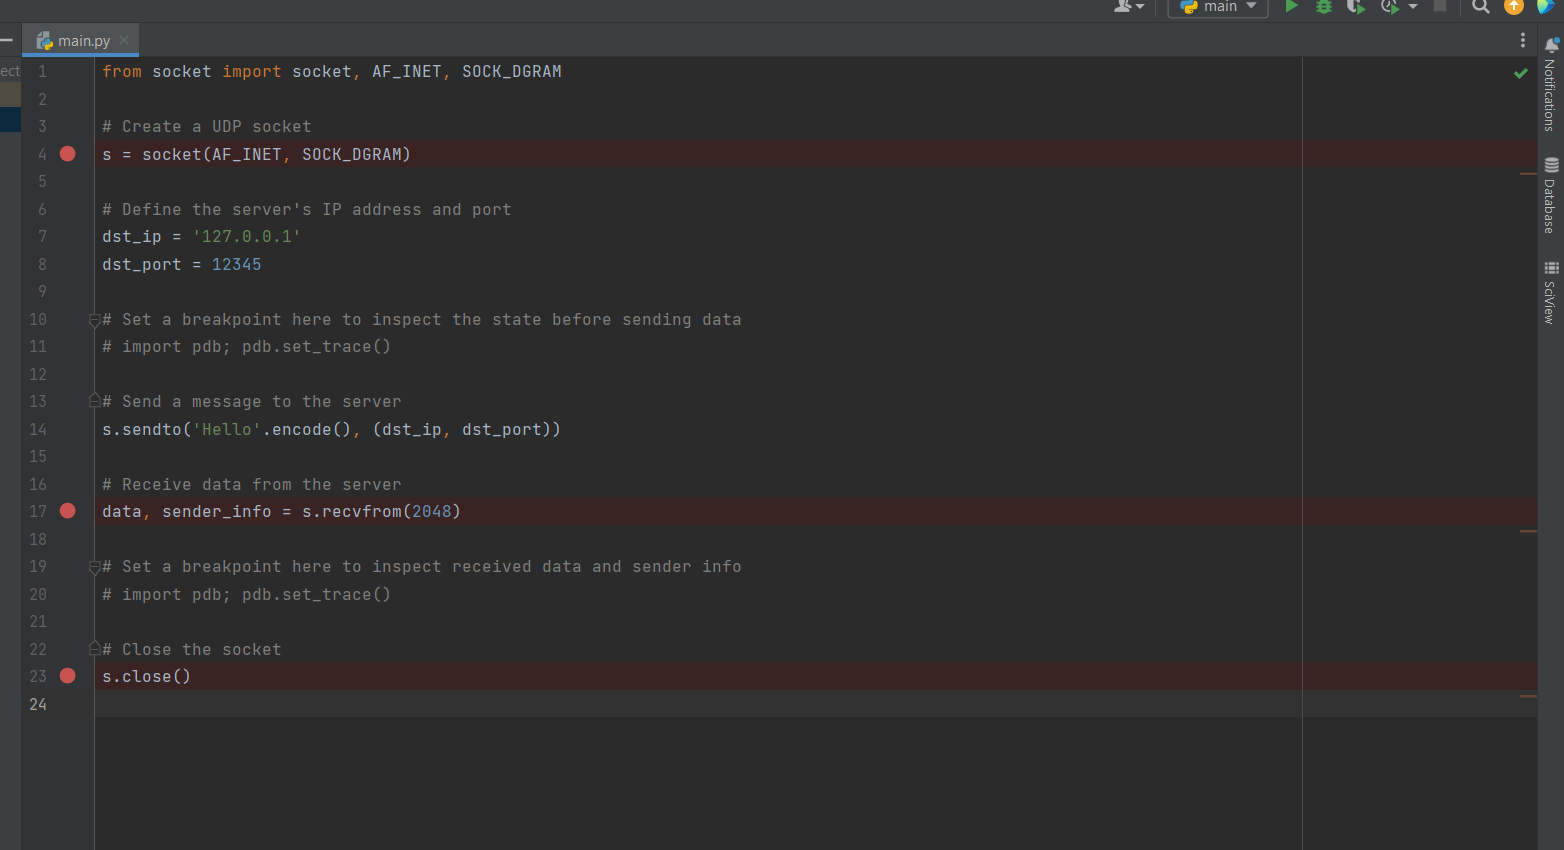 main
main.py
ect
1 from socket import socket, AF_INET, SOCK_DGRAM
2
3 # Create a UDP socket
4 s = socket(AF_INET, SOCK_DGRAM)
5
6 # Define the server's IP address and port
7 dst_ip = '127.0.0.1'
8 dst_port = 12345
9
10 # Set a breakpoint here to inspect the state before sending data
11 # import pdb; pdb.set_trace()
12
13 # Send a message to the server
14 s.sendto('Hello'.encode(), (dst_ip, dst_port))
15
16 # Receive data from the server
17 data, sender_info = s.recvfrom(2048)
18
19 # Set a breakpoint here to inspect received data and sender info
20 # import pdb; pdb.set_trace()
21
22 # Close the socket
23 s.close()
24
Notifications
Database
SciView